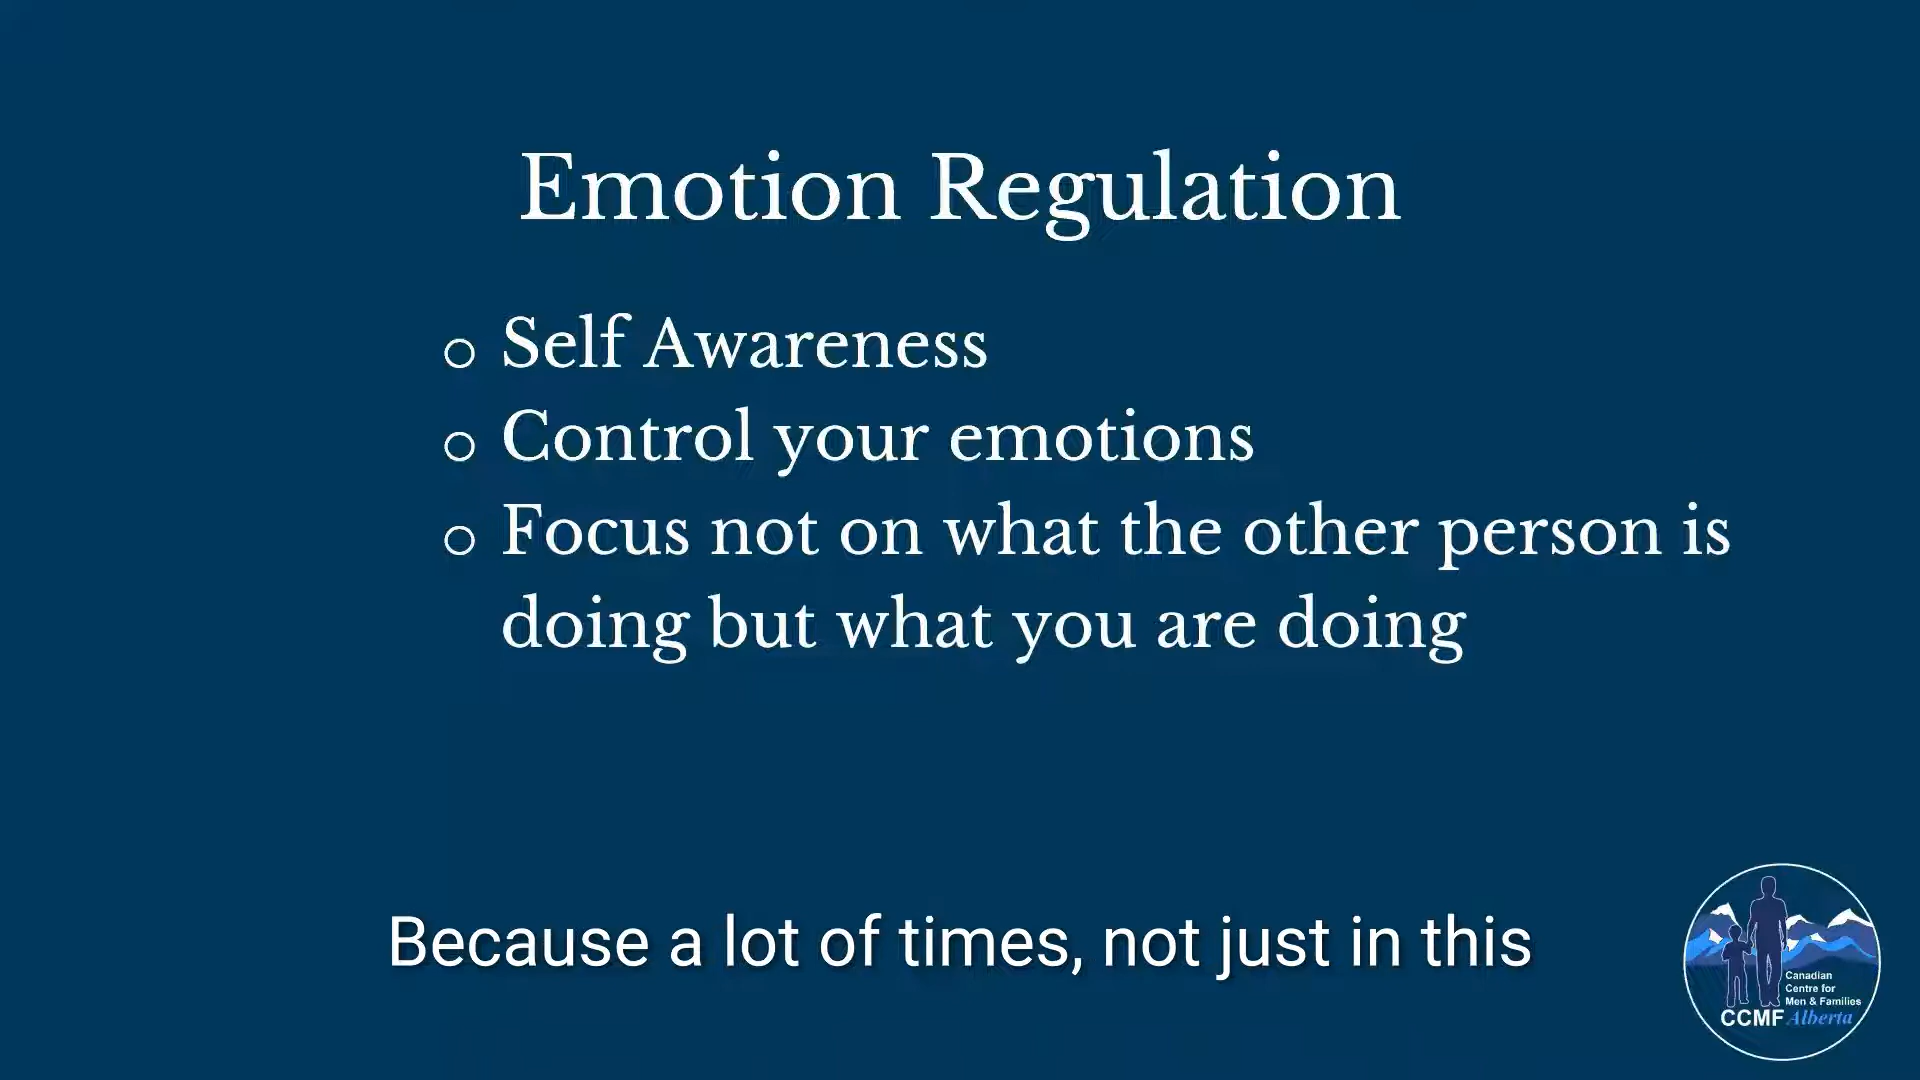 Emotion Regulation
○ Self Awareness
○ Control your emotions
○ Focus not on what the other person is
doing but what you are doing
Because a lot of times, not just in this
Canadian
Centre for
Men & Families
CCMF Alberta